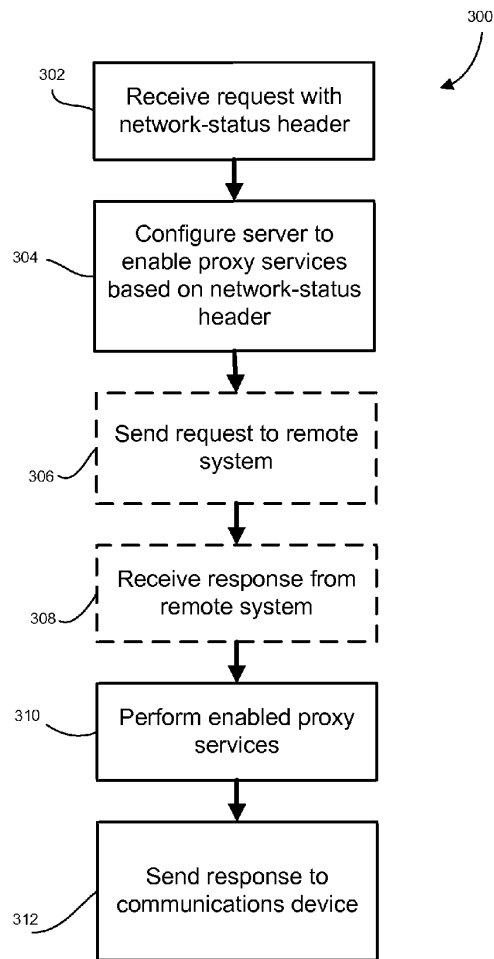 300
302
Receive request with
network-status header
304
Configure server to
enable proxy services
based on network-status
header
306
Send request to remote
system
308
Receive response from
remote system
310
Perform enabled proxy
services
312
Send response to
communications device